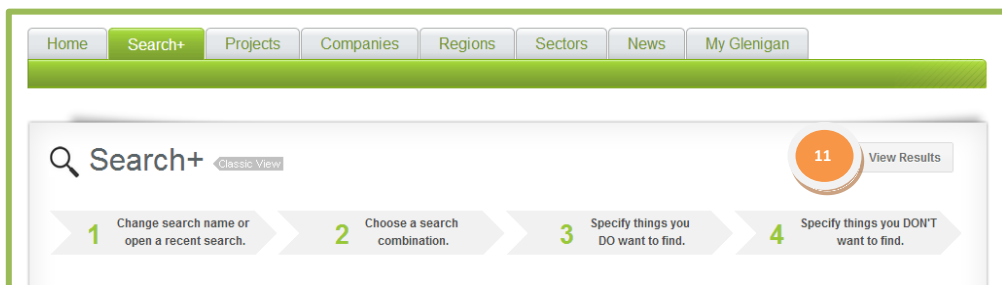 Home Search+ Projects Companies Regions Sectors News My Glenigan
Search+ Classic View 11 View Results
1 Change search name or open a recent search.
2 Choose a search combination.
3 Specify things you DO want to find.
4 Specify things you DON'T want to find.